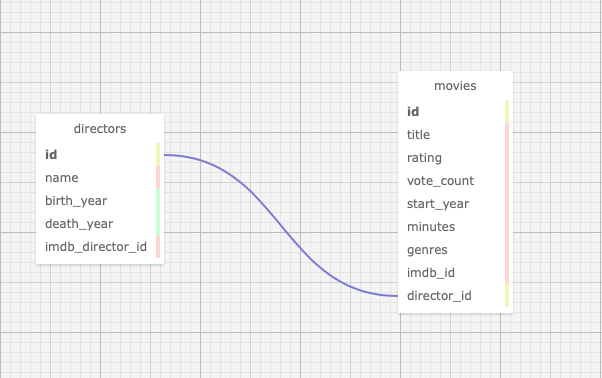 directors
id
name
birth_year
death_year
imdb_director_id
movies
id
title
rating
vote_count
start_year
minutes
genres
imdb_id
director_id